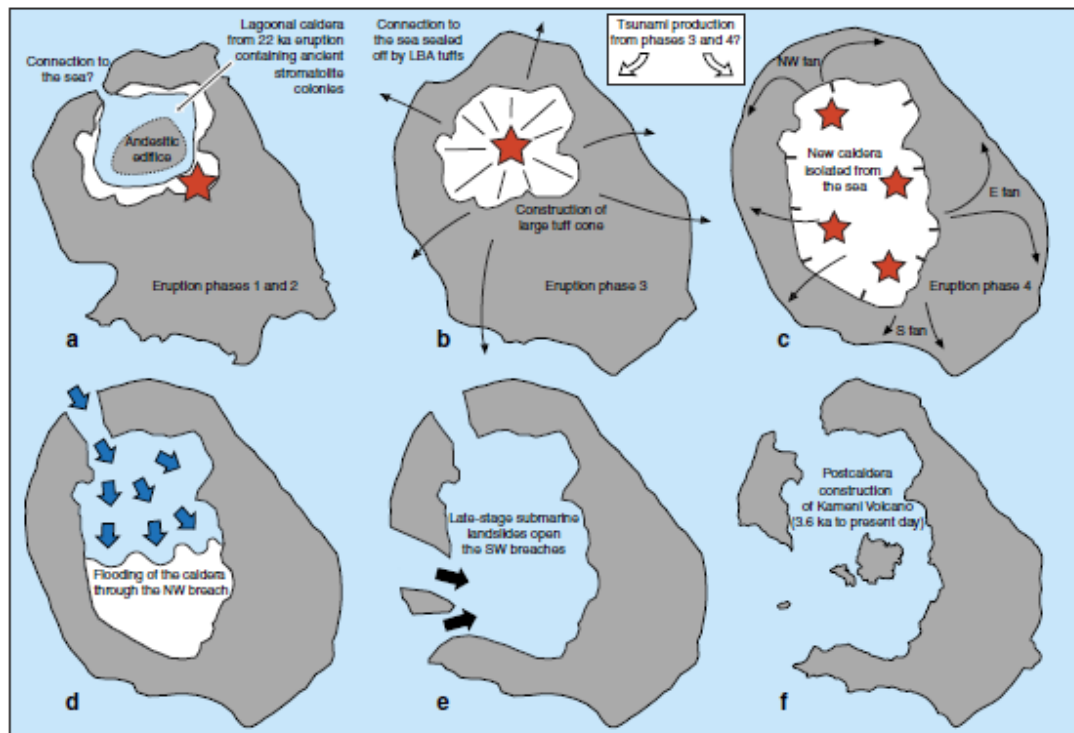 Lagoonal caldera
from 22 ka eruption
containing ancient
stromatolite
colonies
Connection to
the sea?
Andesitic
edifice
Eruption phases 1 and 2
a
Connection to
the sea sealed
off by LBA tuffs
Construction of
large tuff cone
Eruption phase 3
b
Tsunami production
from phases 3 and 4?
NW fan
New caldera
isolated from
the sea
E fan
Eruption phase 4
S fan
c
Flooding of the caldera
through the NW breach
d
Late-stage submarine
landslides open
the SW breaches
e
Postcaldera
construction
of Kameni Volcano
(3.6 ka to present day)
f